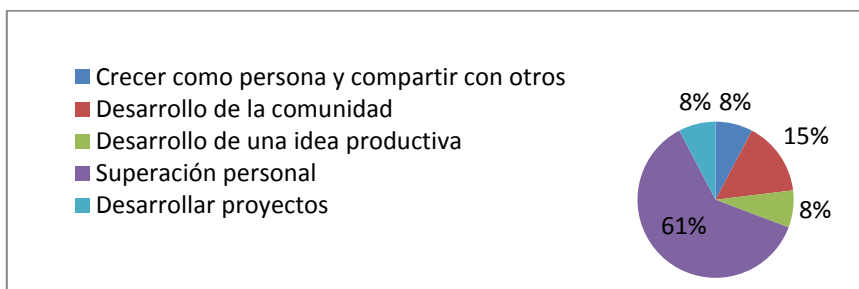 Crecer como persona y compartir con otros
Desarrollo de la comunidad
Desarrollo de una idea productiva
Superación personal
Desarrollar proyectos
8% 8%
15%
8%
61%